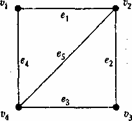 v₁ v₂
e₁
e₅
e₄ e₂
e₃
v₄ v₃